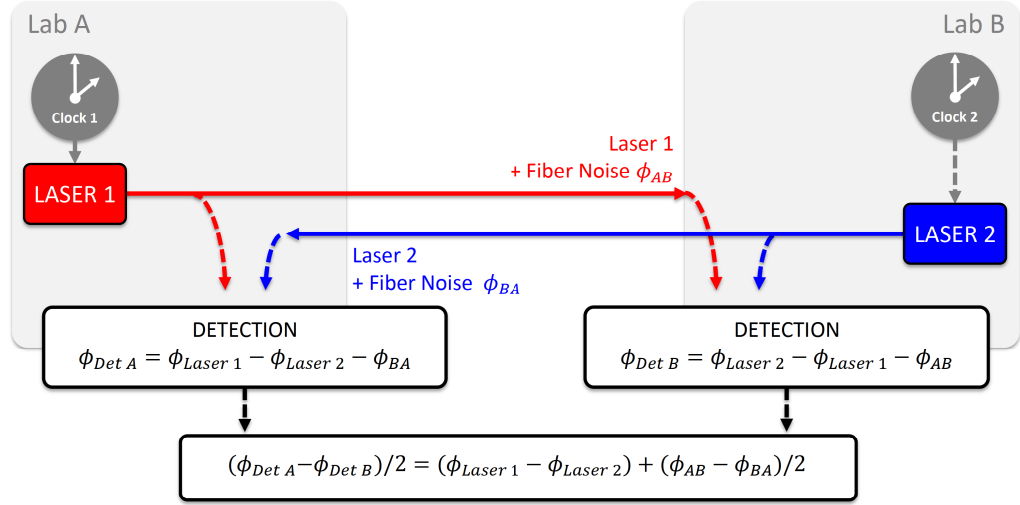 Lab A
Lab B
Clock 1
Clock 2
Laser 1
+ Fiber Noise ϕ_AB
LASER 1
LASER 2
Laser 2
+ Fiber Noise ϕ_BA
DETECTION
ϕ_Det A = ϕ_Laser 1 − ϕ_Laser 2 − ϕ_BA
DETECTION
ϕ_Det B = ϕ_Laser 2 − ϕ_Laser 1 − ϕ_AB
(ϕ_Det A−ϕ_Det B)/2 = (ϕ_Laser 1 − ϕ_Laser 2) + (ϕ_AB − ϕ_BA)/2